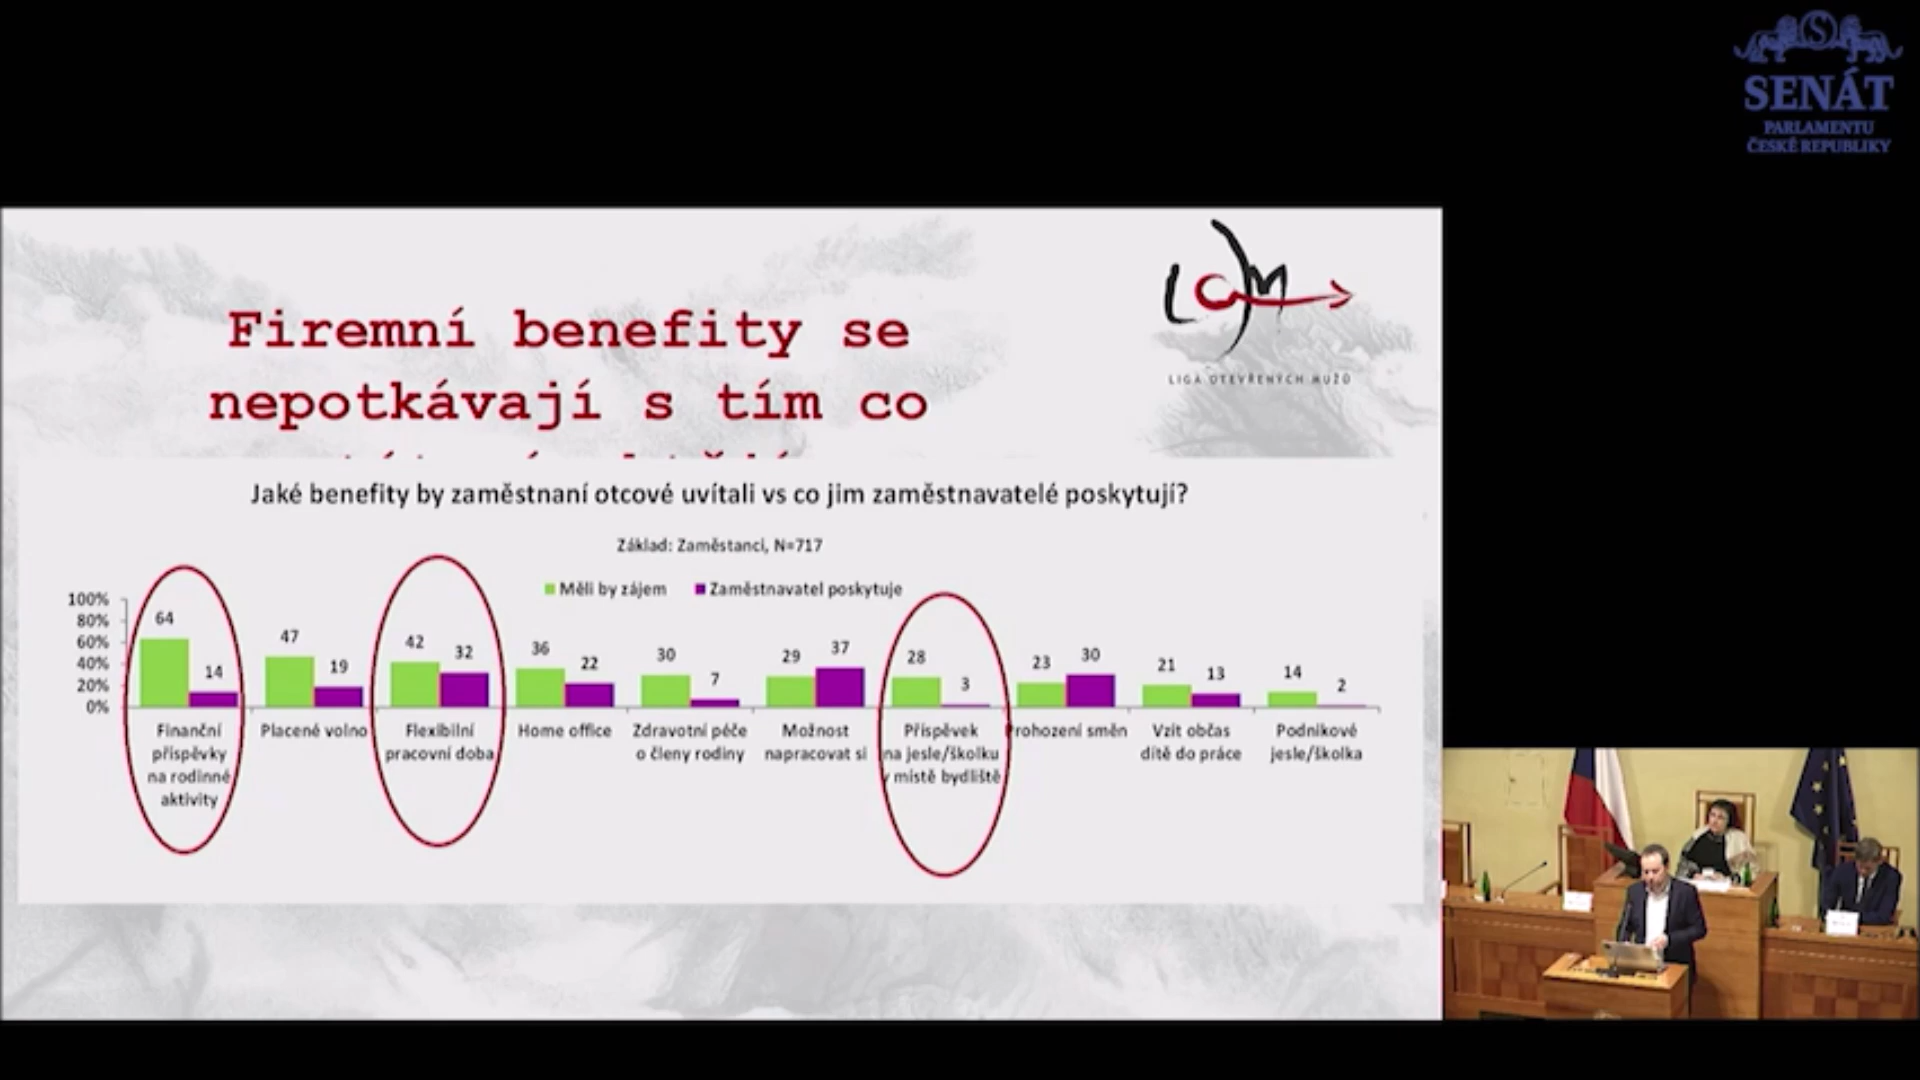 SENÁT
PARLAMENTU
ČESKÉ REPUBLIKY
Firemní benefity se
nepotkávají s tím co
LIGA OTEVŘENÝCH MUŽŮ
Jaké benefity by zaměstnaní otcové uvítali vs co jim zaměstnavatelé poskytují?
Základ: Zaměstanci, N=717
Měli by zájem Zaměstnavatel poskytuje
100%
80%
60%
40%
20%
0%
64 14 47 19 42 32 36 22 30 7 29 37 28 3 23 30 21 13 14 2
Finanční
příspěvky
na rodinné
aktivity
Placené volno
Flexibilní
pracovní doba
Home office
Zdravotní péče
o členy rodiny
Možnost
napracovat si
Příspěvek
na jesle/školku
v místě bydliště
Prohození směn
Vzít občas
dítě do práce
Podnikové
jesle/školka